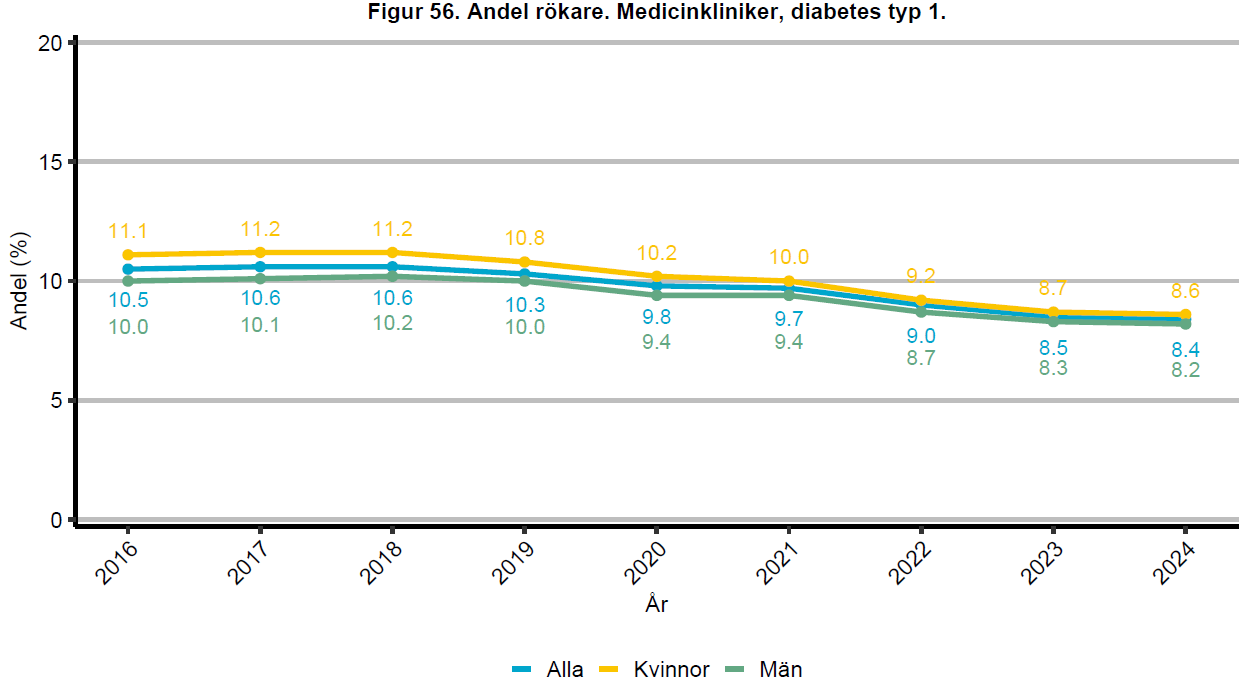 Figur 56. Andel rökare. Medicinkliniker, diabetes typ 1.
20
15
10
5
0
Andel (%)
11.1 11.2 11.2 10.8 10.2 10.0 9.2 8.7 8.6
10.5 10.6 10.6 10.3 9.8 9.7 9.0 8.5 8.4
10.0 10.1 10.2 10.0 9.4 9.4 8.7 8.3 8.2
2016 2017 2018 2019 2020 2021 2022 2023 2024
År
Alla Kvinnor Män